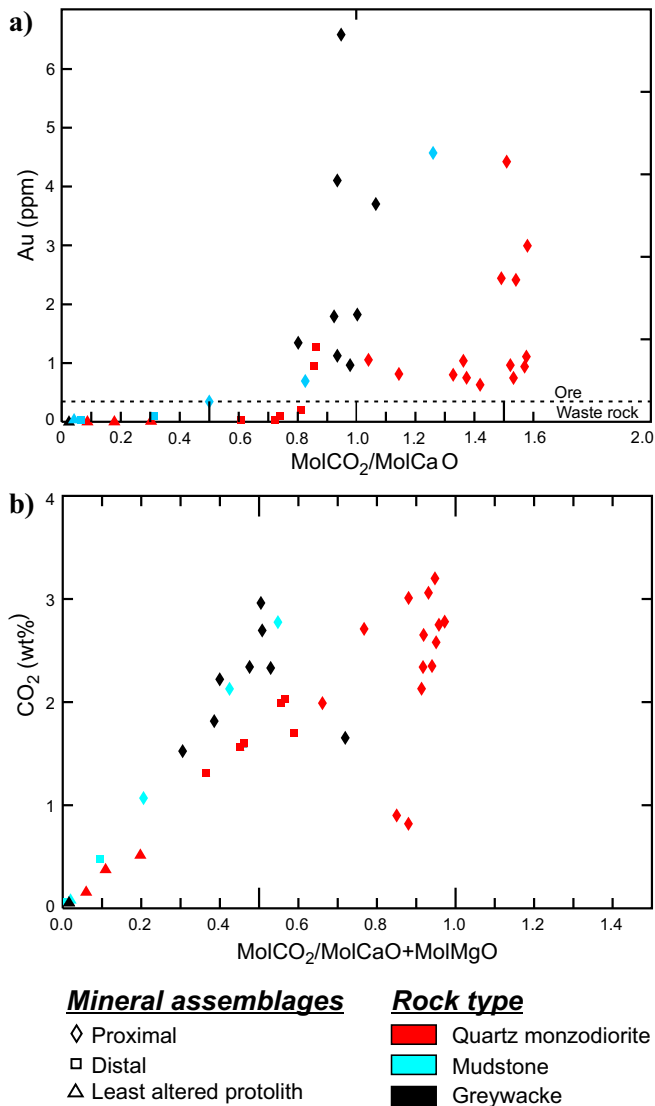 a)
6
5
4
3
2
1
0
Au (ppm)
Ore
Waste rock
0 0.2 0.4 0.6 0.8 1.0 1.2 1.4 1.6 2.0
MolCO₂/MolCaO
b)
4
3
2
1
0
CO₂ (wt%)
0.0 0.2 0.4 0.6 0.8 1.0 1.2 1.4
MolCO₂/MolCaO+MolMgO
Mineral assemblages
Proximal
Distal
Least altered protolith
Rock type
Quartz monzodiorite
Mudstone
Greywacke